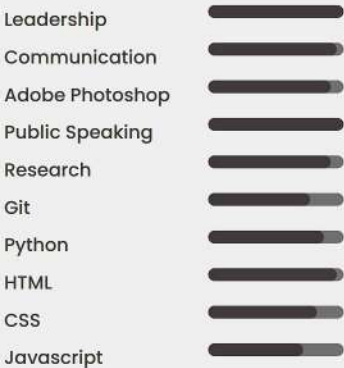 Leadership
Communication
Adobe Photoshop
Public Speaking
Research
Git
Python
HTML
CSS
Javascript